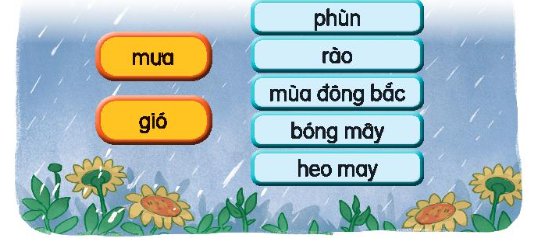 phùn
mưa
rào
mùa đông bắc
gió
bóng mây
heo may